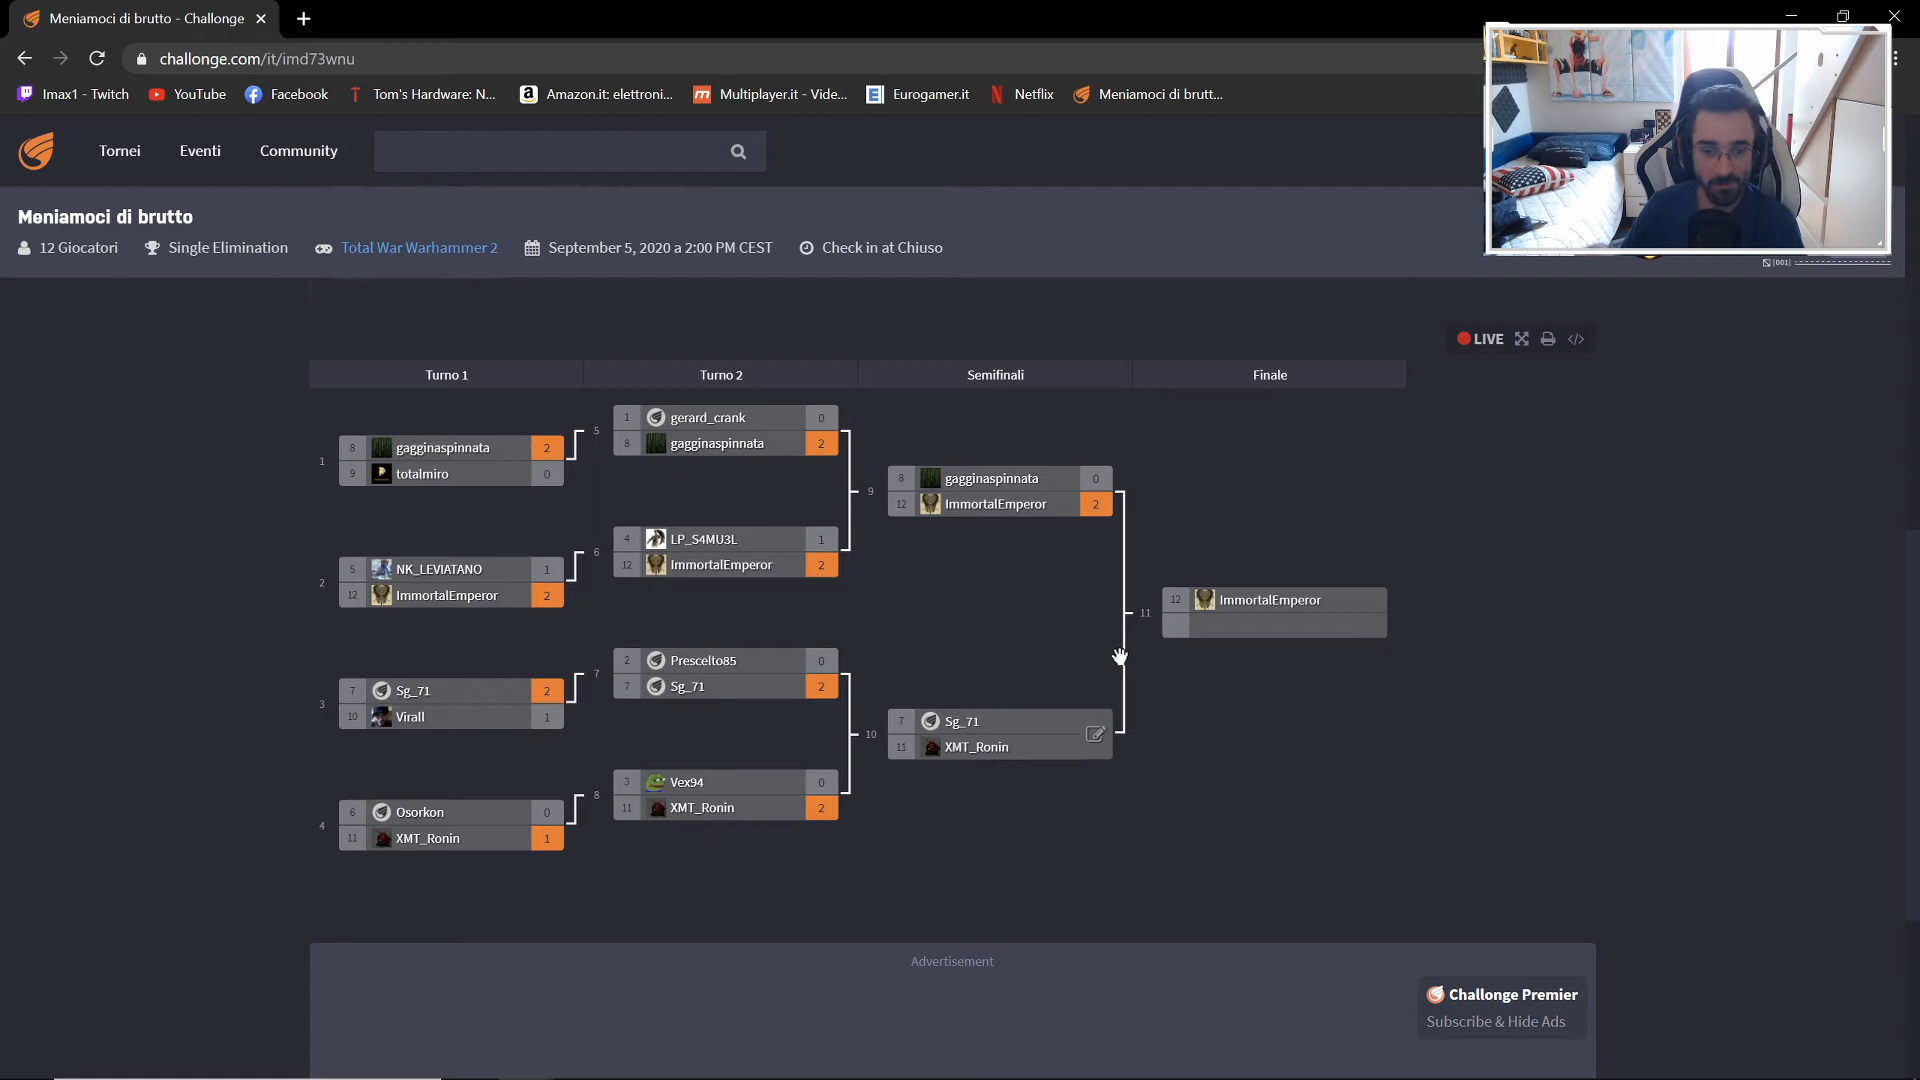 Meniamoci di brutto - Challonge
challonge.com/it/imd73wnu
Imax1 - Twitch YouTube Facebook Tom's Hardware: N... Amazon.it: elettroni... Multiplayer.it - Vide... Eurogamer.it Netflix Meniamoci di brutt...
Tornei Eventi Community
Meniamoci di brutto
12 Giocatori Single Elimination Total War Warhammer 2 September 5, 2020 a 2:00 PM CEST Check in at Chiuso
[001]
LIVE
Turno 1 Turno 2 Semifinali Finale
1
8 gagginaspinnata 2
9 totalmiro 0
2
5 NK_LEVIATANO 1
12 ImmortalEmperor 2
3
7 Sg_71 2
10 Virall 1
4
6 Osorkon 0
11 XMT_Ronin 1
5
1 gerard_crank 0
8 gagginaspinnata 2
6
4 LP_S4MU3L 1
12 ImmortalEmperor 2
7
2 Prescelto85 0
7 Sg_71 2
8
3 Vex94 0
11 XMT_Ronin 2
9
8 gagginaspinnata 0
12 ImmortalEmperor 2
10
7 Sg_71
11 XMT_Ronin
11
12 ImmortalEmperor
Advertisement
Challonge Premier
Subscribe & Hide Ads